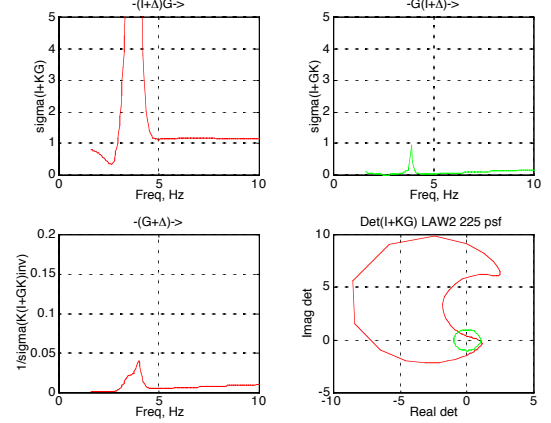 -(I+Δ)G->
5
4
3
2
1
0
sigma(I+KG)
0 5 10
Freq, Hz
-G(I+Δ)->
5
4
3
2
1
0
sigma(I+GK)
0 5 10
Freq, Hz
-(G+Δ)->
0.2
0.15
0.1
0.05
0
1/sigma(K(I+GK)inv)
0 5 10
Freq, Hz
Det(I+KG) LAW2 225 psf
10
5
0
-5
Imag det
-10 -5 0 5
Real det